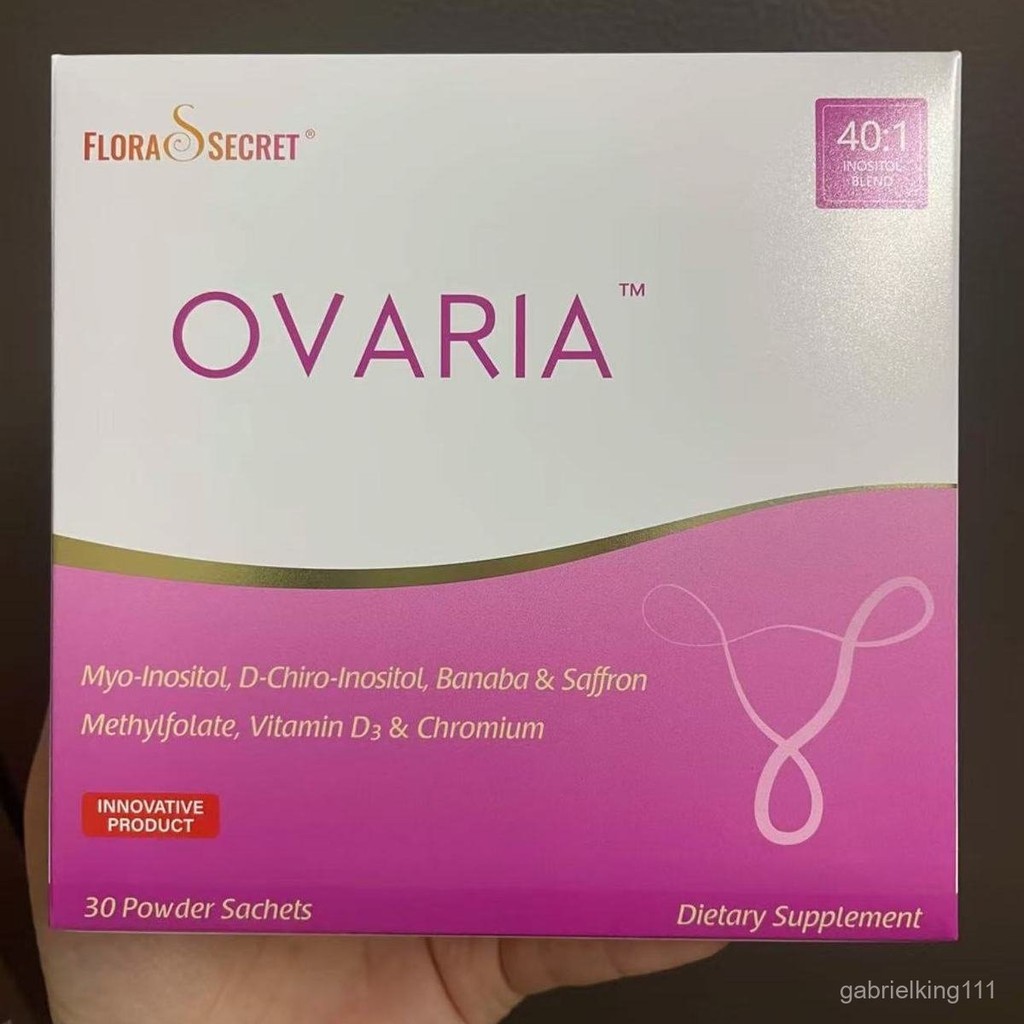 FLORA SECRET®
40:1
INOSITOL
BLEND
OVARIA™
Myo-Inositol, D-Chiro-Inositol, Banaba & Saffron
Methylfolate, Vitamin D₃ & Chromium
INNOVATIVE
PRODUCT
30 Powder Sachets
Dietary Supplement
gabrielking111